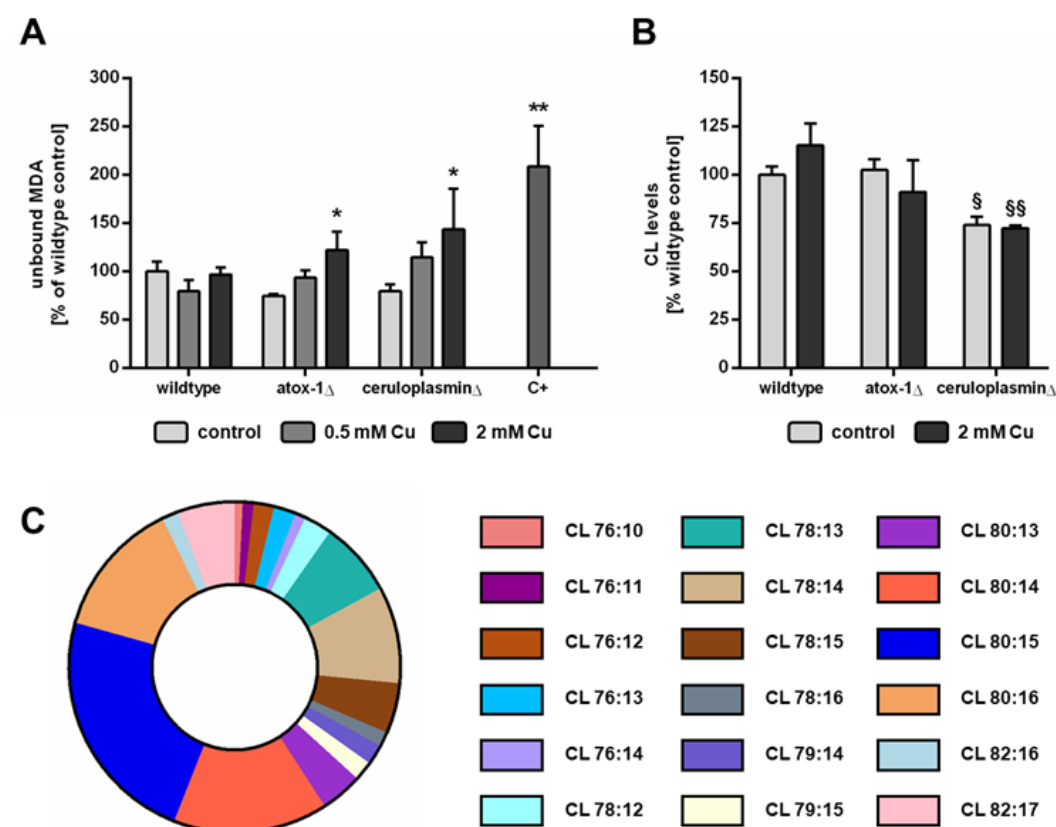 A
unbound MDA
[% of wildtype control]
300
250
200
150
100
50
0
*
*
**
wildtype atox-1Δ ceruloplasminΔ C+
control 0.5 mM Cu 2 mM Cu
B
CL levels
[% wildtype control]
150
125
100
75
50
25
0
§ §§
wildtype atox-1Δ ceruloplasminΔ
control 2 mM Cu
C
CL 76:10 CL 78:13 CL 80:13
CL 76:11 CL 78:14 CL 80:14
CL 76:12 CL 78:15 CL 80:15
CL 76:13 CL 78:16 CL 80:16
CL 76:14 CL 79:14 CL 82:16
CL 78:12 CL 79:15 CL 82:17